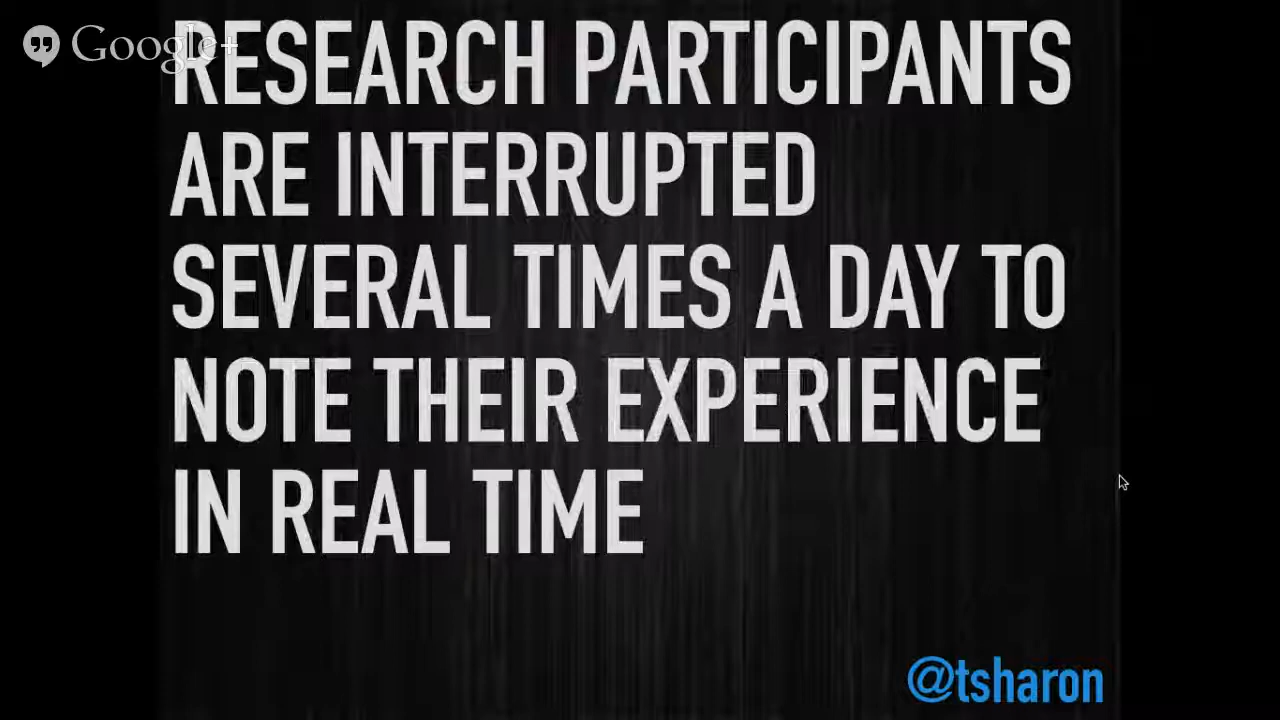 Google+
RESEARCH PARTICIPANTS
ARE INTERRUPTED
SEVERAL TIMES A DAY TO
NOTE THEIR EXPERIENCE
IN REAL TIME
@tsharon